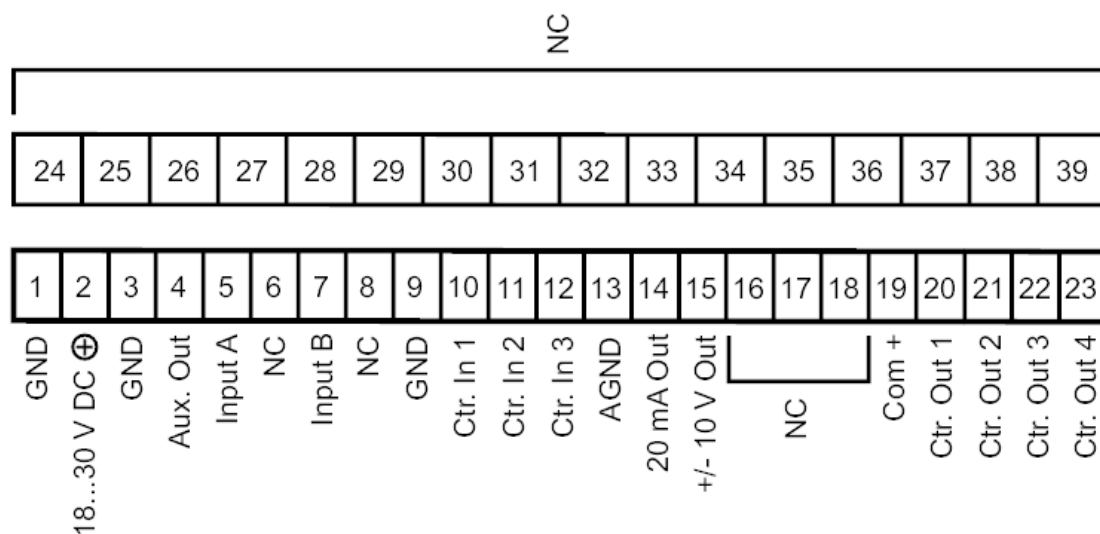 NC
24 25 26 27 28 29 30 31 32 33 34 35 36 37 38 39
1 2 3 4 5 6 7 8 9 10 11 12 13 14 15 16 17 18 19 20 21 22 23
GND
18...30 V DC ⊕
GND
Aux. Out
Input A
NC
Input B
NC
GND
Ctr. In 1
Ctr. In 2
Ctr. In 3
AGND
20 mA Out
+/- 10 V Out
NC
Com +
Ctr. Out 1
Ctr. Out 2
Ctr. Out 3
Ctr. Out 4